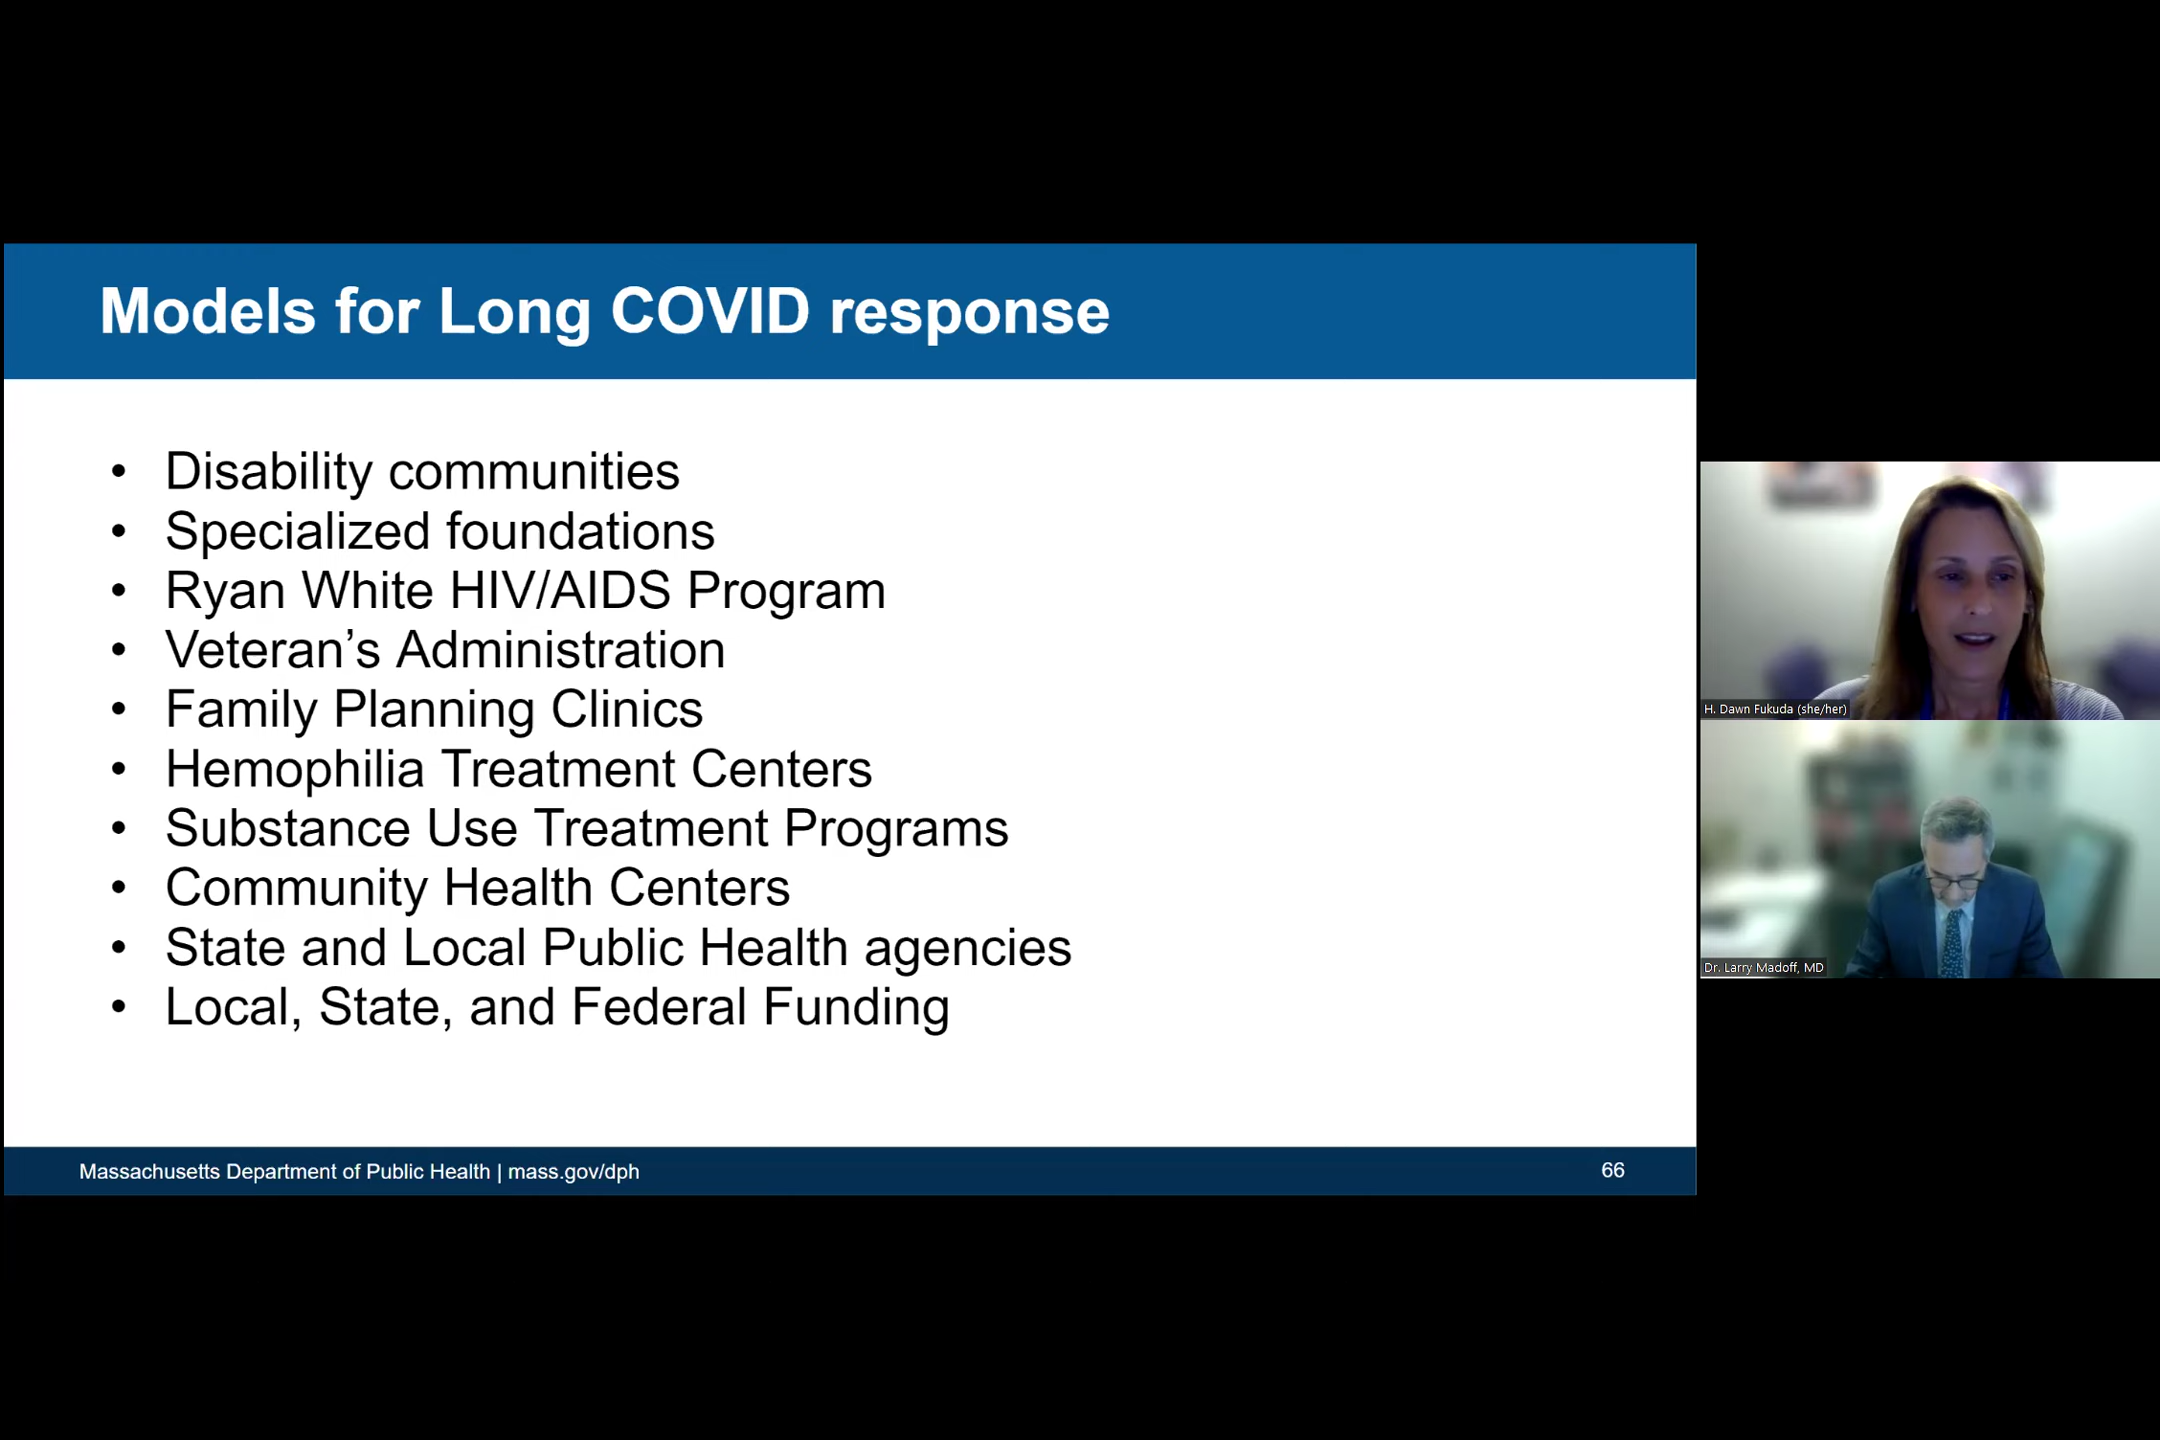 Models for Long COVID response
• Disability communities
• Specialized foundations
• Ryan White HIV/AIDS Program
• Veteran’s Administration
• Family Planning Clinics
• Hemophilia Treatment Centers
• Substance Use Treatment Programs
• Community Health Centers
• State and Local Public Health agencies
• Local, State, and Federal Funding
Massachusetts Department of Public Health | mass.gov/dph
66
H. Dawn Fukuda (she/her)
Dr. Larry Madoff, MD